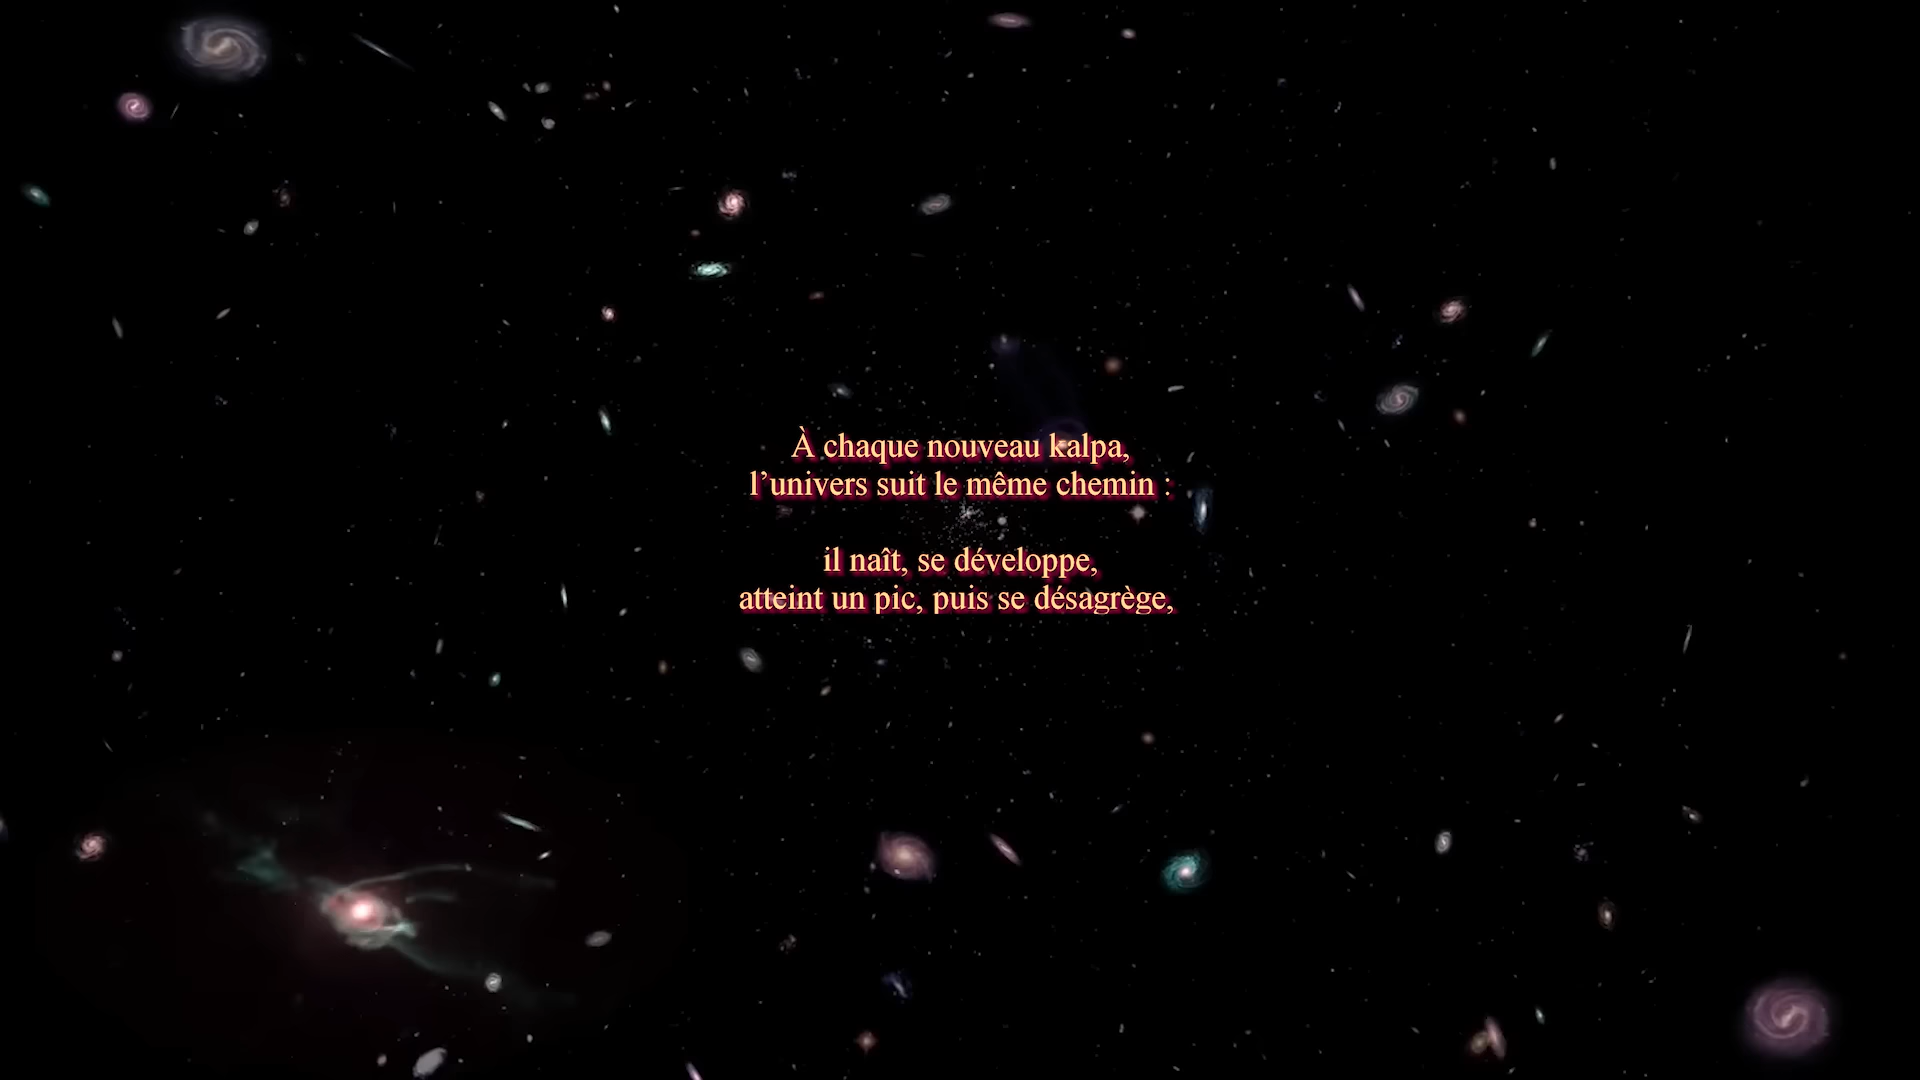 À chaque nouveau kalpa,
l’univers suit le même chemin :
il naît, se développe,
atteint un pic, puis se désagrège,